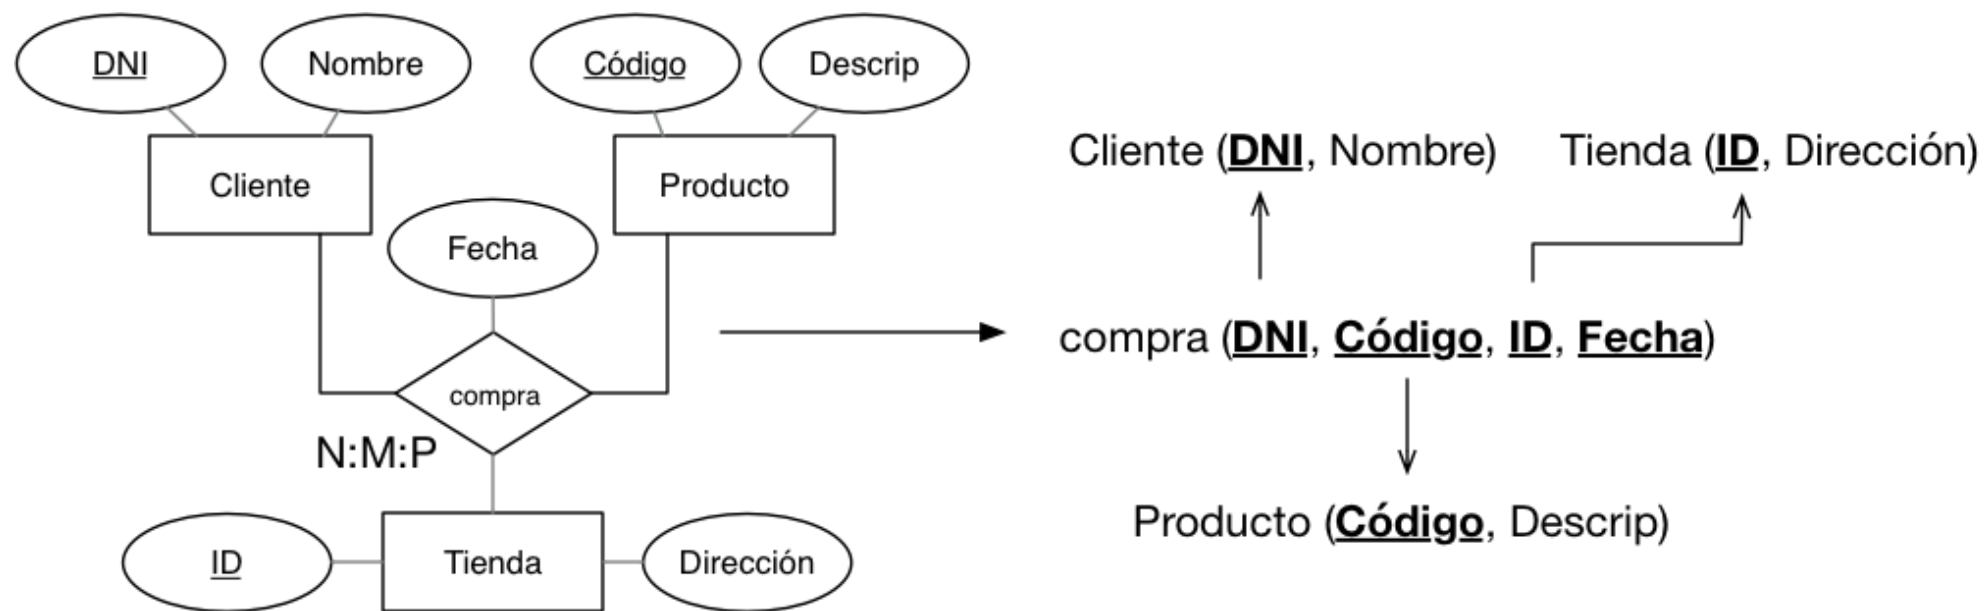 DNI
Nombre
Código
Descrip
Cliente
Producto
Fecha
compra
N:M:P
ID
Tienda
Dirección
Cliente (DNI, Nombre)
Tienda (ID, Dirección)
compra (DNI, Código, ID, Fecha)
Producto (Código, Descrip)